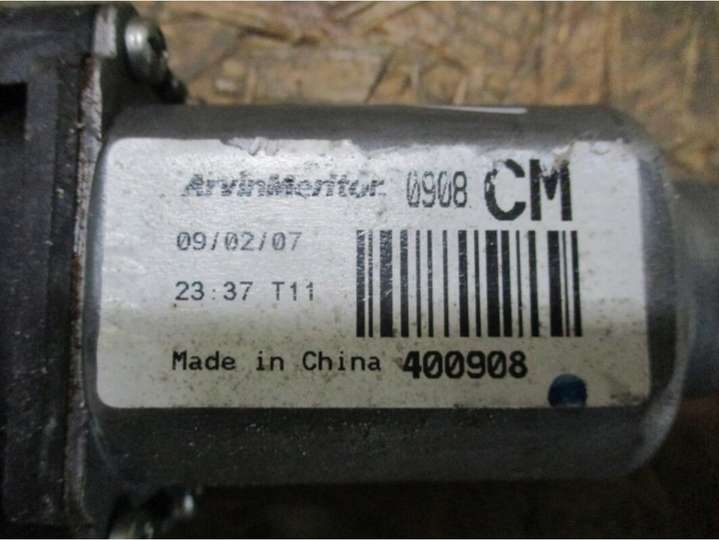 ArvinMeritor 0908 CM
09/02/07
23:37 T11
Made in China 400908